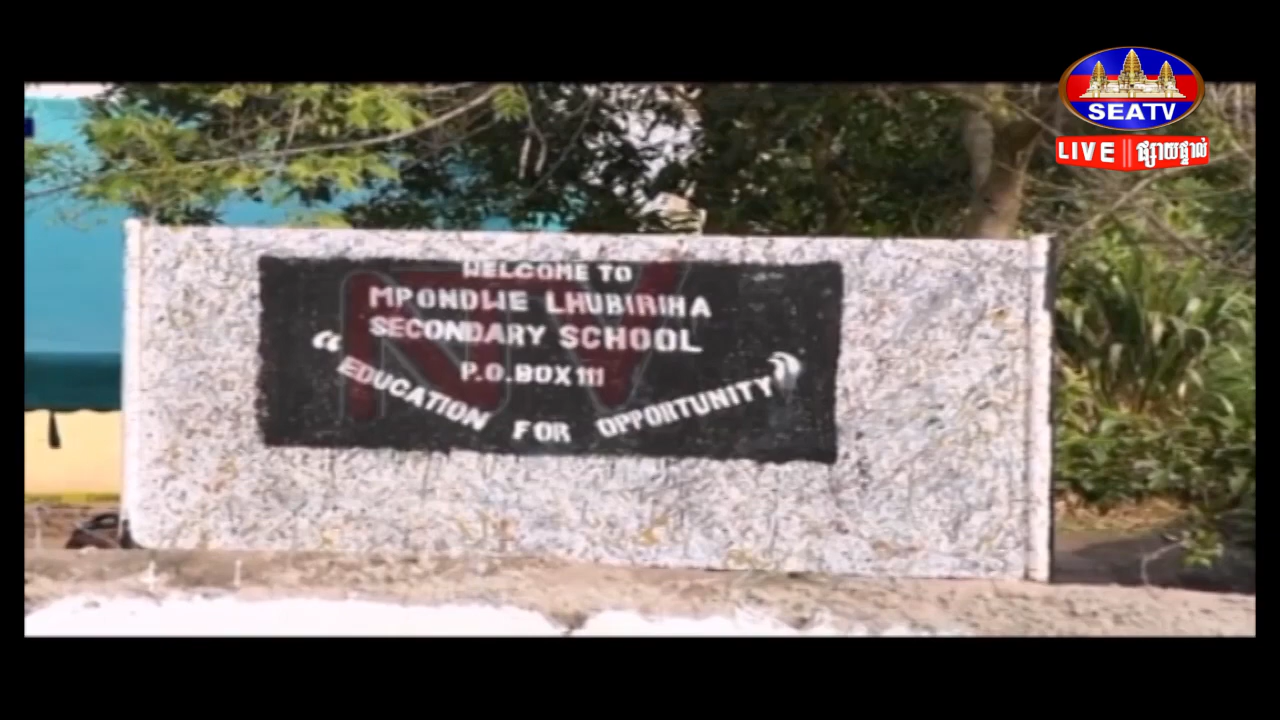 SEATV
LIVE || ផ្សាយផ្ទាល់
WELCOME TO
MPONDWE LHUBIRIHA
SECONDARY SCHOOL
P.O.BOX 111
“EDUCATION FOR OPPORTUNITY”
NTV